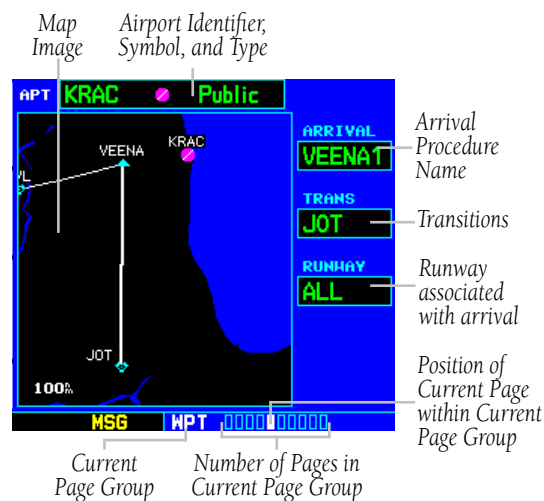 Map
Image
Airport Identifier,
Symbol, and Type
APT KRAC Public
ARRIVAL
VEENA1
Arrival
Procedure
Name
VEENA
KRAC
VL
TRANS
JOT
Transitions
RUNWAY
ALL
Runway
associated
with arrival
JOT
100nm
Position of
Current Page
within Current
Page Group
MSG WPT
Current
Page Group
Number of Pages in
Current Page Group